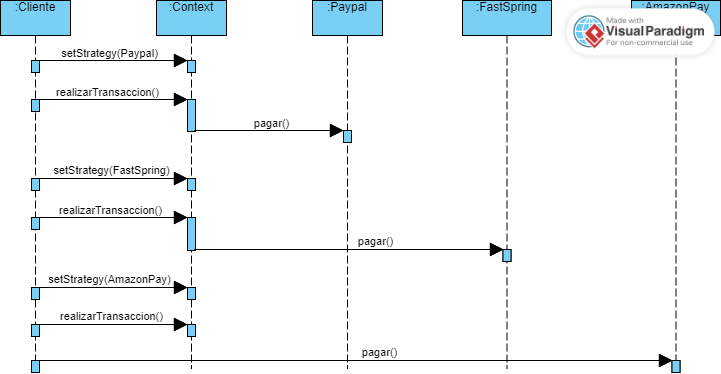 :Cliente
:Context
:Paypal
:FastSpring
:AmazonPay
Made with
Visual Paradigm
For non-commercial use
setStrategy(Paypal)
realizarTransaccion()
pagar()
setStrategy(FastSpring)
realizarTransaccion()
pagar()
setStrategy(AmazonPay)
realizarTransaccion()
pagar()